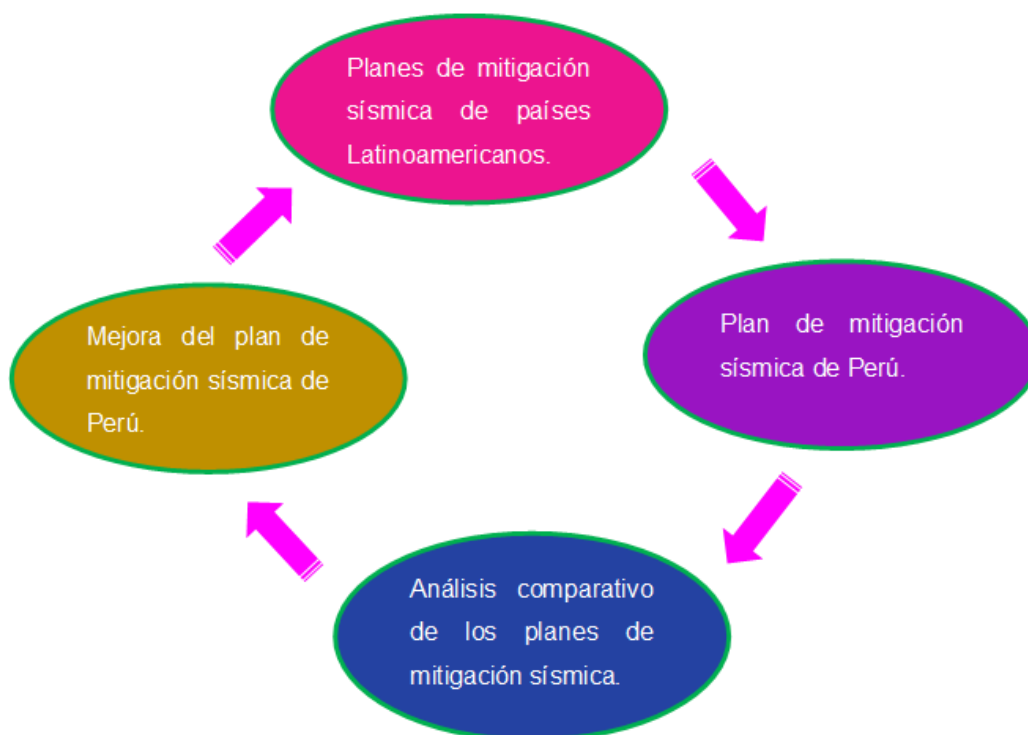 Planes de mitigación
sísmica de países
Latinoamericanos.
Plan de mitigación
sísmica de Perú.
Análisis comparativo
de los planes de
mitigación sísmica.
Mejora del plan de
mitigación sísmica de
Perú.